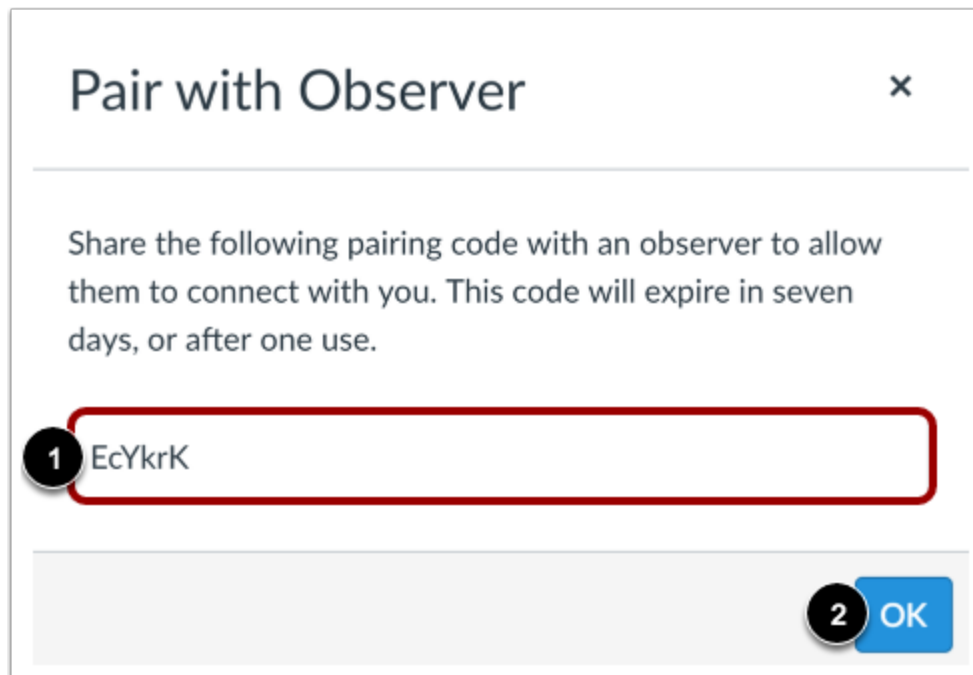 Pair with Observer ×
Share the following pairing code with an observer to allow
them to connect with you. This code will expire in seven
days, or after one use.
1 EcYkrK
2 OK